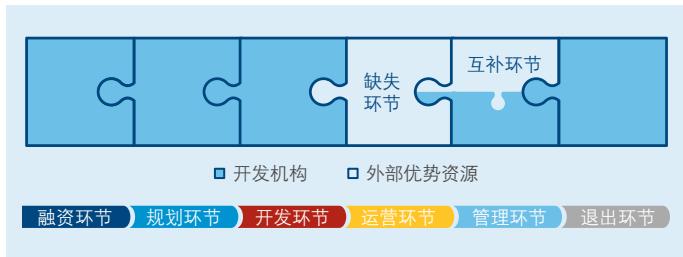 缺失
环节
互补环节
开发机构 外部优势资源
融资环节 规划环节 开发环节 运营环节 管理环节 退出环节